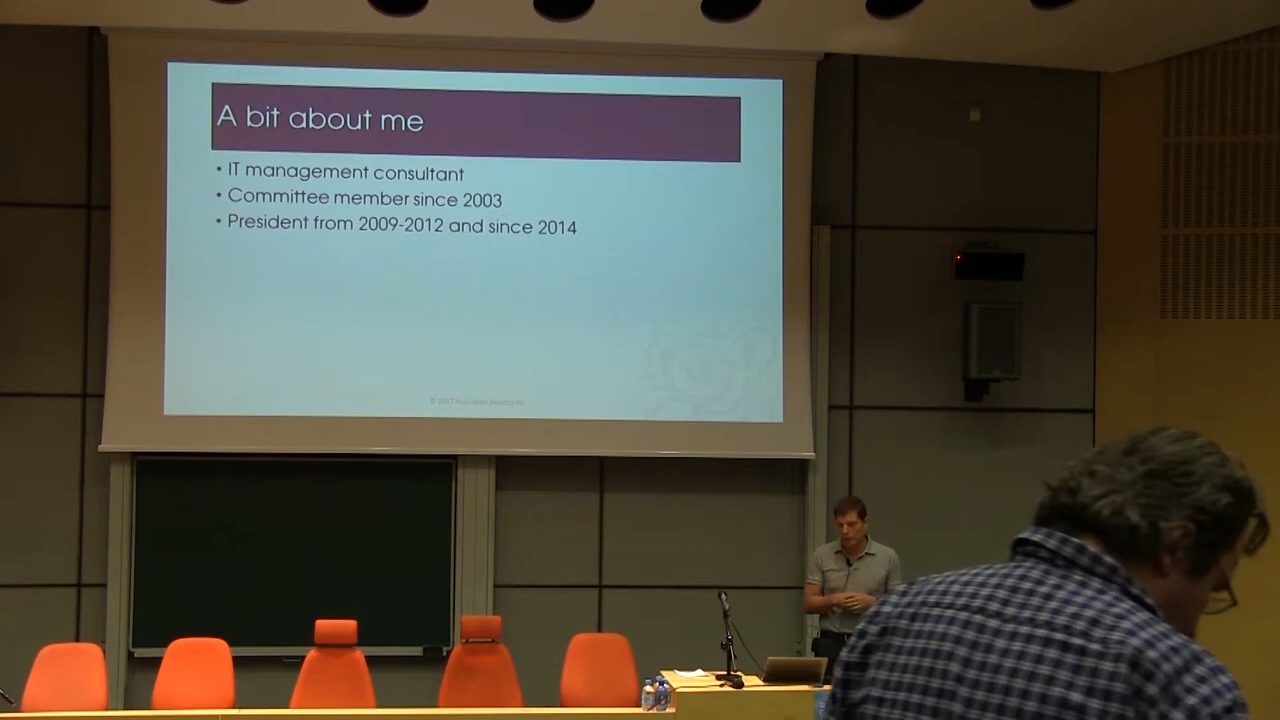 A bit about me
• IT management consultant
• Committee member since 2003
• President from 2009-2012 and since 2014